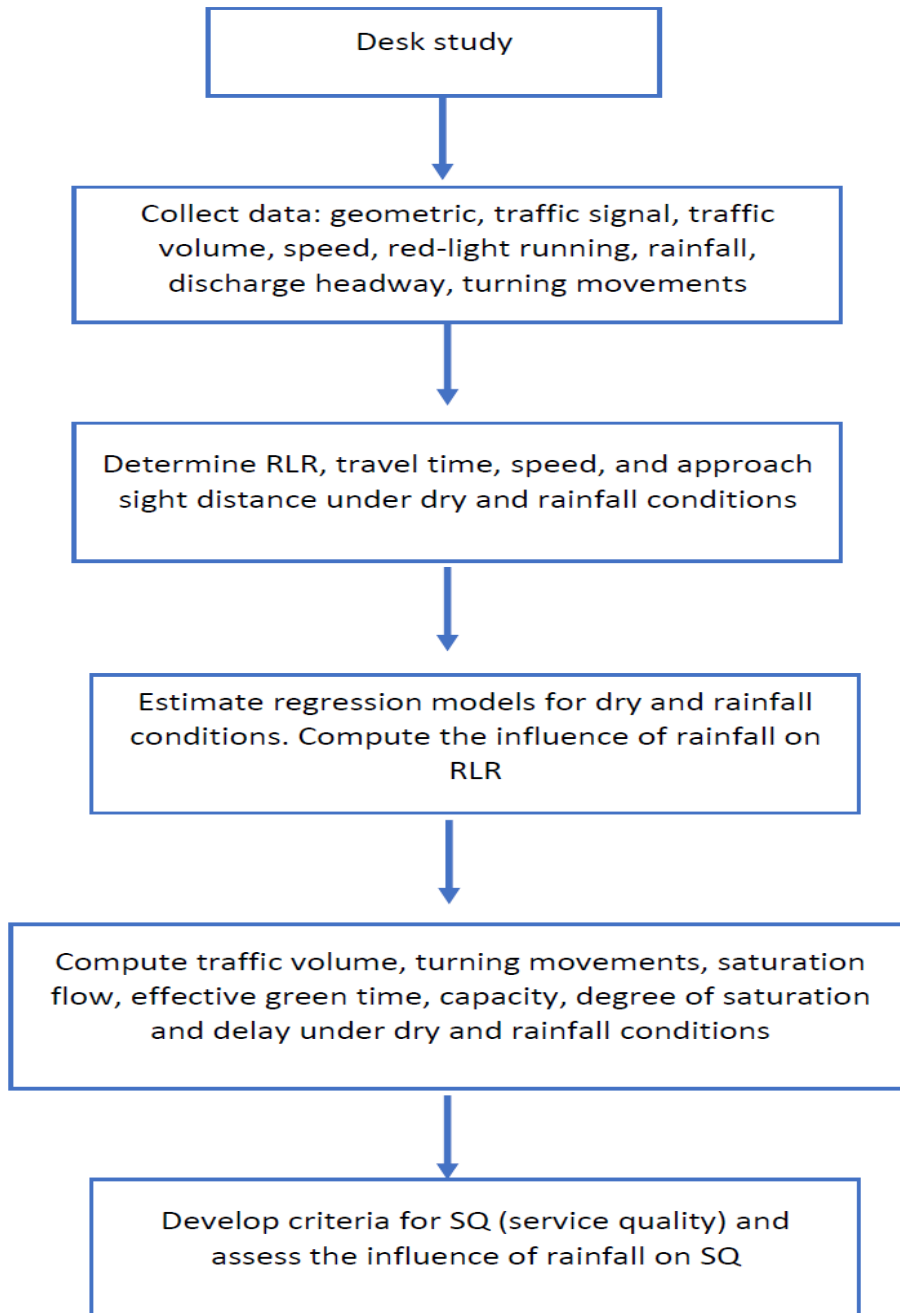 Desk study
Collect data: geometric, traffic signal, traffic
volume, speed, red-light running, rainfall,
discharge headway, turning movements
Determine RLR, travel time, speed, and approach
sight distance under dry and rainfall conditions
Estimate regression models for dry and rainfall
conditions. Compute the influence of rainfall on
RLR
Compute traffic volume, turning movements, saturation
flow, effective green time, capacity, degree of saturation
and delay under dry and rainfall conditions
Develop criteria for SQ (service quality) and
assess the influence of rainfall on SQ